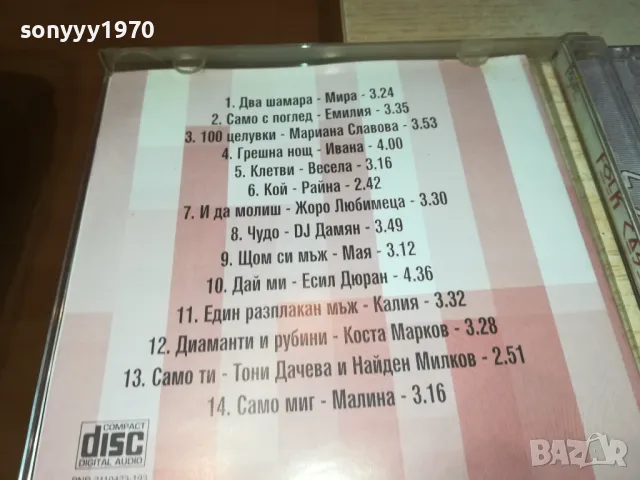 sonyyy1970
1. Два шамара - Мира - 3.24
2. Само с поглед - Емилия - 3.35
3. 100 целувки - Мариана Славова - 3.53
4. Грешна нощ - Ивана - 4.00
5. Клетви - Весела - 3.16
6. Кой - Райна - 2.42
7. И да молиш - Жоро Любимеца - 3.30
8. Чудо - DJ Дамян - 3.49
9. Щом си мъж - Мая - 3.12
10. Дай ми - Есил Дюран - 4.36
11. Един разплакан мъж - Калия - 3.32
12. Диаманти и рубини - Коста Марков - 3.28
13. Само ти - Тони Дачева и Найден Милков - 2.51
14. Само миг - Малина - 3.16
COMPACT
disc
DIGITAL AUDIO
FOLK
BAZAR
bg